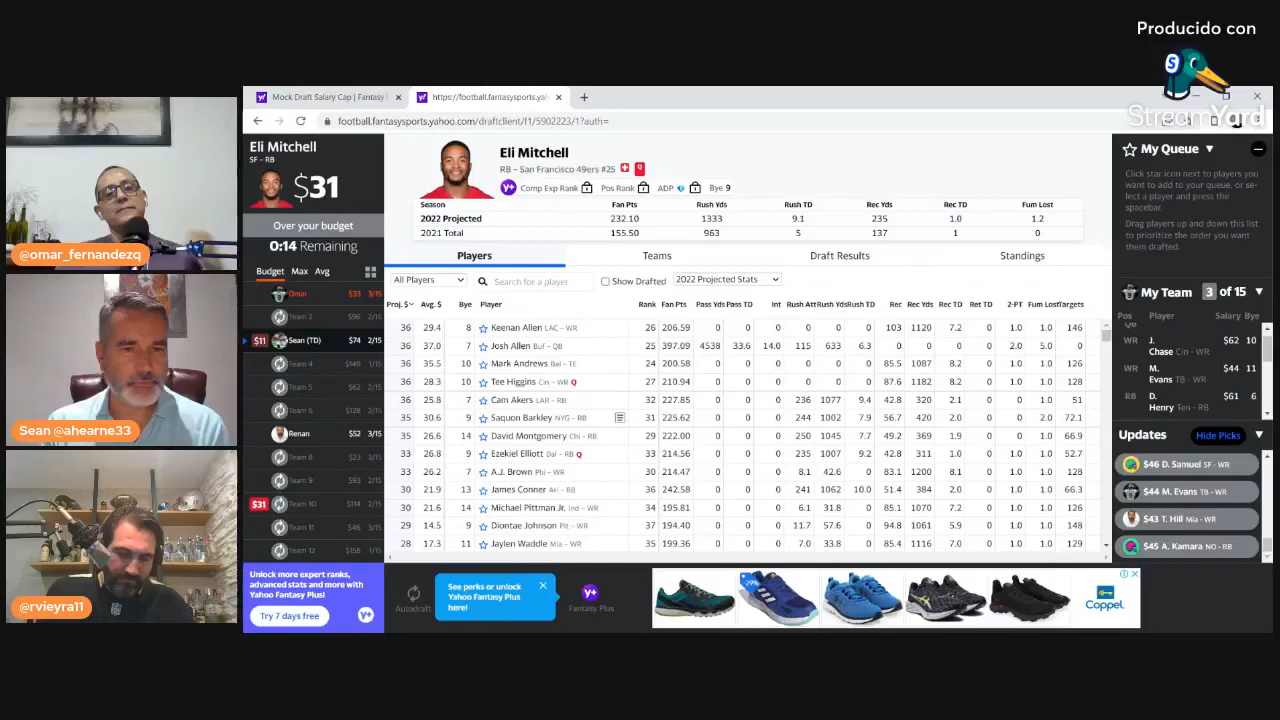 Producido con
StreamYard
@omar_fernandezq
Sean @ahearne33
@rvieyra11
Mock Draft Salary Cap | Fantasy
https://football.fantasysports.ya
football.fantasysports.yahoo.com/draftclient/f1/5902223/1?auth=
Eli Mitchell
SF – RB
$31
Over your budget
0:14 Remaining
Budget Max Avg
Omar $33 3/15
Team 2 $96 2/15
$11 Sean (TD) $74 2/15
Team 4 $149 1/15
Team 5 $62 2/15
Team 6 $128 2/15
Renan $52 3/15
Team 8 $23 3/15
Team 9 $93 2/15
$31 Team 10 $114 2/15
Team 11 $46 3/15
Team 12 $158 1/15
Unlock more expert ranks, advanced stats and more with Yahoo Fantasy Plus!
Try 7 days free
Y+
Eli Mitchell
RB – San Francisco 49ers #25 Q
Y+ Comp Exp Rank Pos Rank ADP Bye 9
Season Fan Pts Rush Yds Rush TD Rec Yds Rec TD Fum Lost
2022 Projected 232.10 1333 9.1 235 1.0 1.2
2021 Total 155.50 963 5 137 1 0
Players Teams Draft Results Standings
All Players Search for a player Show Drafted 2022 Projected Stats
Proj. $ Avg. $ Bye Player Rank Fan Pts Pass Yds Pass TD Int Rush Att Rush Yds Rush TD Rec Rec Yds Rec TD Ret TD 2-PT Fum Lost Targets
36 29.4 8 Keenan Allen LAC – WR 26 206.59 0 0 0 0 0 0 103 1120 7.2 0 1.0 1.0 146
36 37.0 7 Josh Allen Buf – QB 25 397.09 4538 33.6 14.0 115 633 6.3 0 0 0 0 2.0 5.0 0
36 35.5 10 Mark Andrews Bal – TE 24 200.58 0 0 0 0 0 0 85.5 1087 8.2 0 1.0 1.0 128
36 28.3 10 Tee Higgins Cin – WR Q 27 210.94 0 0 0 0 0 0 87.6 1182 8.2 0 1.0 1.0 128
36 25.8 7 Cam Akers LAR – RB 32 227.85 0 0 0 236 1077 9.4 42.8 320 2.1 0 1.0 1.0 51
35 30.6 9 Saquon Barkley NYG – RB 31 225.62 0 0 0 244 1002 7.9 56.7 420 2.0 0 1.0 2.0 72.1
35 26.6 14 David Montgomery Chi – RB 29 222.00 0 0 0 250 1045 7.7 49.2 369 1.9 0 1.0 1.0 66.9
33 26.8 9 Ezekiel Elliott Dal – RB Q 33 214.56 0 0 0 235 1007 9.2 42.8 311 1.9 0 1.0 1.0 52.7
33 26.2 7 A.J. Brown Phi – WR 30 214.47 0 0 0 8.1 42.6 0 83.1 1200 8.1 0 1.0 1.0 128
30 21.9 13 James Conner Ari – RB 36 242.58 0 0 0 241 1062 10.0 51.4 384 2.0 0 1.0 1.0 66.3
30 21.6 14 Michael Pittman Jr. Ind – WR 34 195.81 0 0 0 6.1 31.8 0 85.1 1070 7.2 0 1.0 1.0 126
29 14.5 9 Diontae Johnson Pit – WR 37 194.40 0 0 0 11.7 57.6 0 94.8 1061 5.9 0 1.0 1.0 148
28 17.3 11 Jaylen Waddle Mia – WR 35 199.36 0 0 0 7.0 33.8 0 85.4 1116 7.0 0 1.0 1.0 129
Autodraft
See perks or unlock Yahoo Fantasy Plus here!
Fantasy Plus
Coppel
My Queue
Click star icon next to players you want to add to your queue, or select a player and press the spacebar.
Drag players up and down this list to prioritize the order you want them drafted.
My Team 3 of 15
Pos Player Salary Bye
QB
WR J. Chase Cin – WR $62 10
WR M. Evans TB – WR $44 11
RB D. Henry Ten – RB $61 6
Updates Hide Picks
$46 D. Samuel SF – WR
$44 M. Evans TB – WR
$43 T. Hill Mia – WR
$45 A. Kamara NO – RB